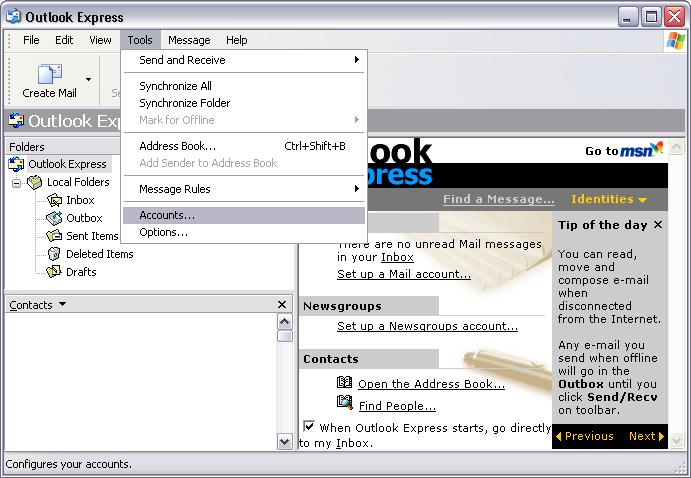 Outlook Express
File Edit View Tools Message Help
Create Mail
Outlook Exp
Send and Receive
Synchronize All
Synchronize Folder
Mark for Offline
Address Book... Ctrl+Shift+B
Add Sender to Address Book
Message Rules
Accounts...
Options...
Folders
Outlook Express
Local Folders
Inbox
Outbox
Sent Items
Deleted Items
Drafts
Contacts
look
press
Go to msn
Find a Message... Identities
There are no unread Mail messages
in your Inbox
Set up a Mail account...
Newsgroups
Set up a Newsgroups account...
Contacts
Open the Address Book...
Find People...
When Outlook Express starts, go directly
to my Inbox.
Tip of the day
You can read,
move and
compose e-mail
when
disconnected
from the Internet.
Any e-mail you
send when offline
will go in the
Outbox until you
click Send/Recv
on toolbar.
Previous Next
Configures your accounts.